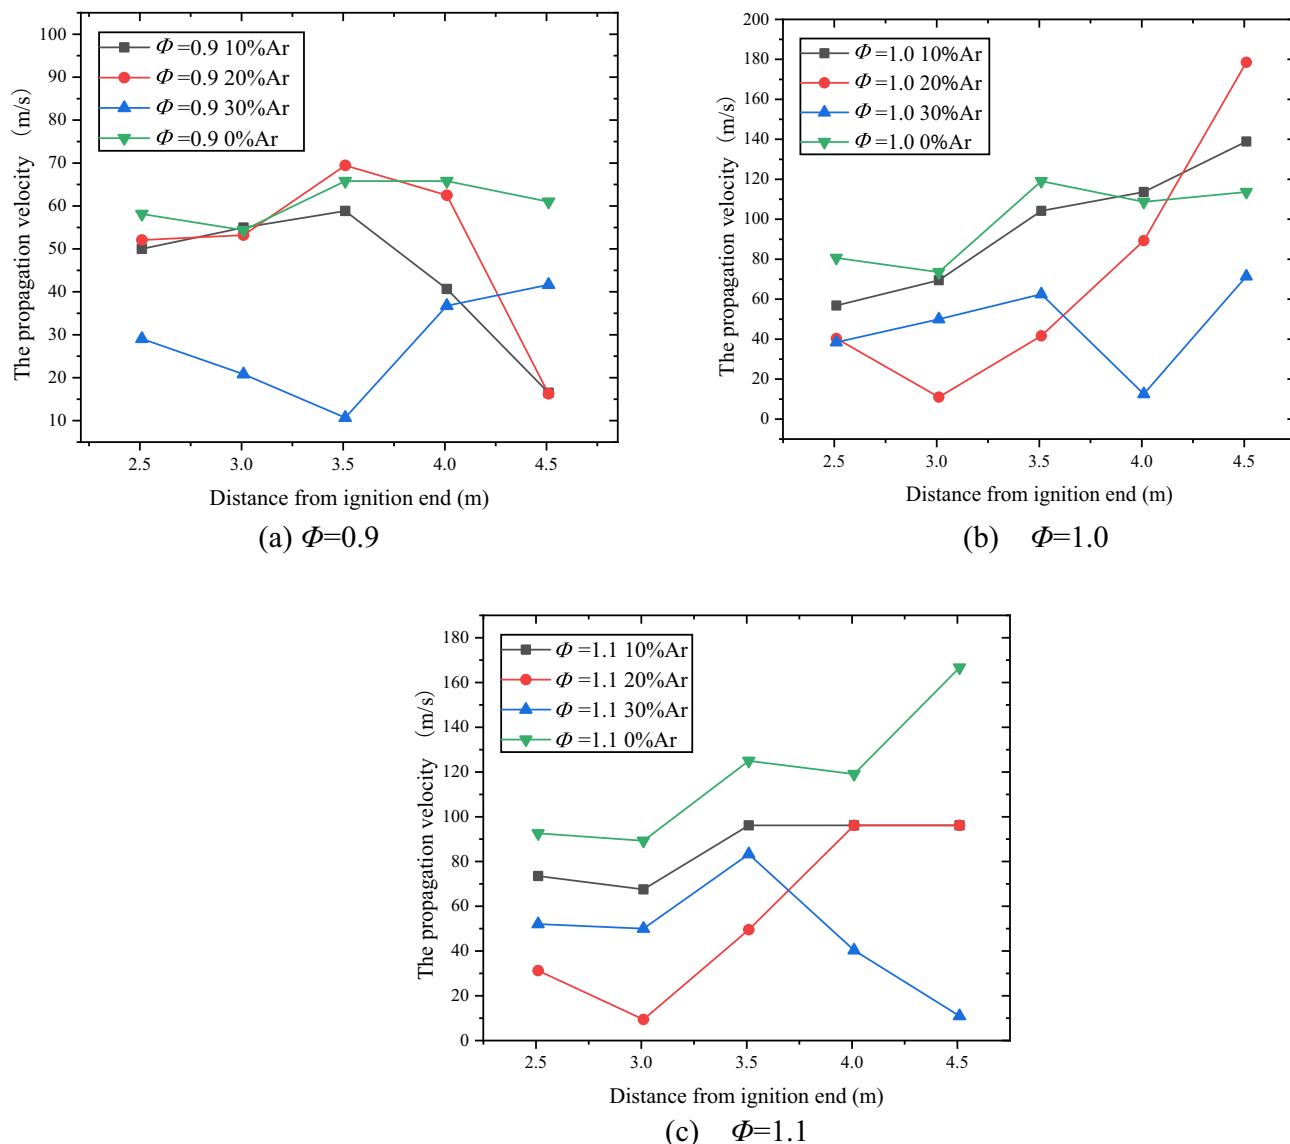 100
90
80
70
60
50
40
30
20
10
The propagation velocity （m/s）
Φ =0.9 10%Ar
Φ =0.9 20%Ar
Φ =0.9 30%Ar
Φ =0.9 0%Ar
2.5 3.0 3.5 4.0 4.5
Distance from ignition end (m)
(a) Φ=0.9
200
180
160
140
120
100
80
60
40
20
0
The propagation velocity （m/s）
Φ =1.0 10%Ar
Φ =1.0 20%Ar
Φ =1.0 30%Ar
Φ =1.0 0%Ar
2.5 3.0 3.5 4.0 4.5
Distance from ignition end (m)
(b) Φ=1.0
180
160
140
120
100
80
60
40
20
0
The propagation velocity （m/s）
Φ =1.1 10%Ar
Φ =1.1 20%Ar
Φ =1.1 30%Ar
Φ =1.1 0%Ar
2.5 3.0 3.5 4.0 4.5
Distance from ignition end (m)
(c) Φ=1.1